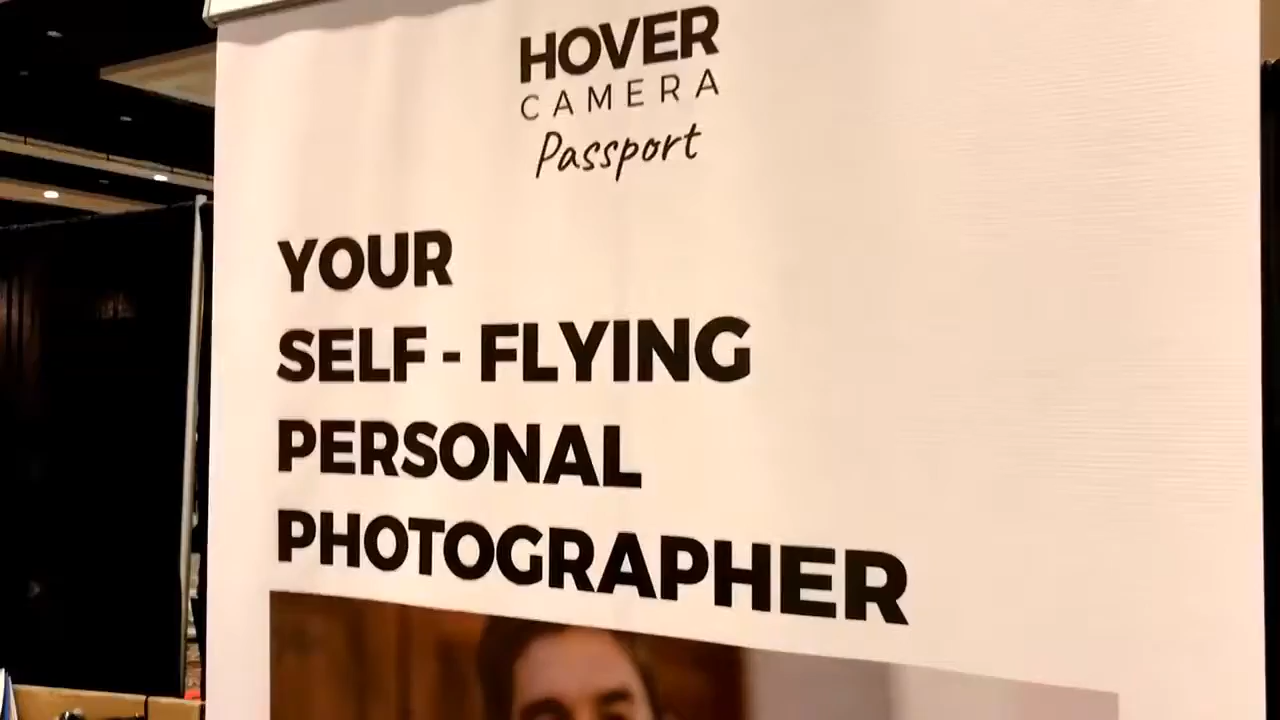 HOVER
CAMERA
Passport
YOUR
SELF - FLYING
PERSONAL
PHOTOGRAPHER